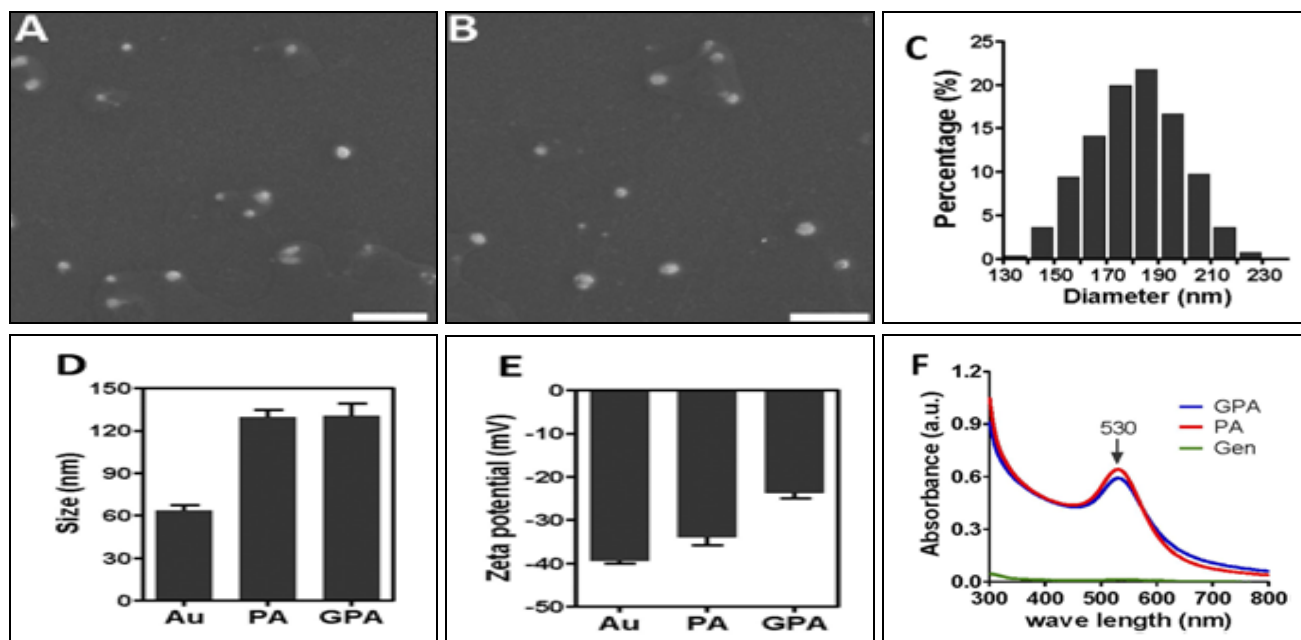 A
B
C
Percentage (%)
25
20
15
10
5
0
130 150 170 190 210 230
Diameter (nm)
D
Size (nm)
150
120
90
60
30
0
Au PA GPA
E
Zeta potential (mV)
0
-10
-20
-30
-40
-50
Au PA GPA
F
Absorbance (a.u.)
1.2
0.9
0.6
0.3
0.0
530
GPA
PA
Gen
300 400 500 600 700 800
wave length (nm)